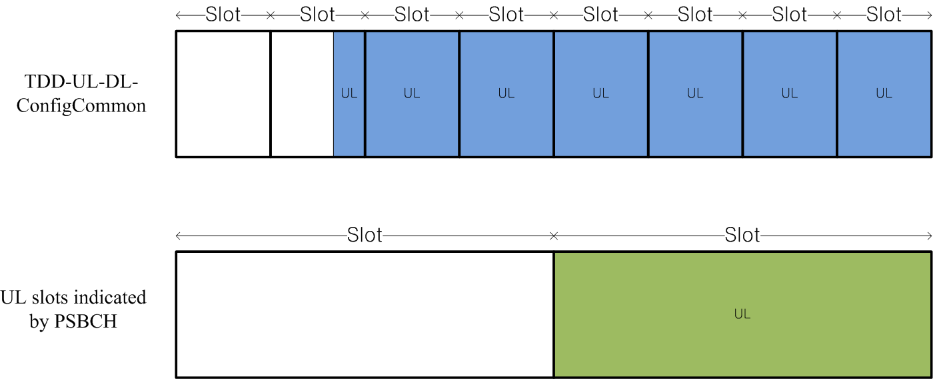 Slot Slot Slot Slot Slot Slot Slot Slot
TDD-UL-DL-
ConfigCommon
UL UL UL UL UL UL UL
Slot Slot
UL slots indicated
by PSBCH
UL